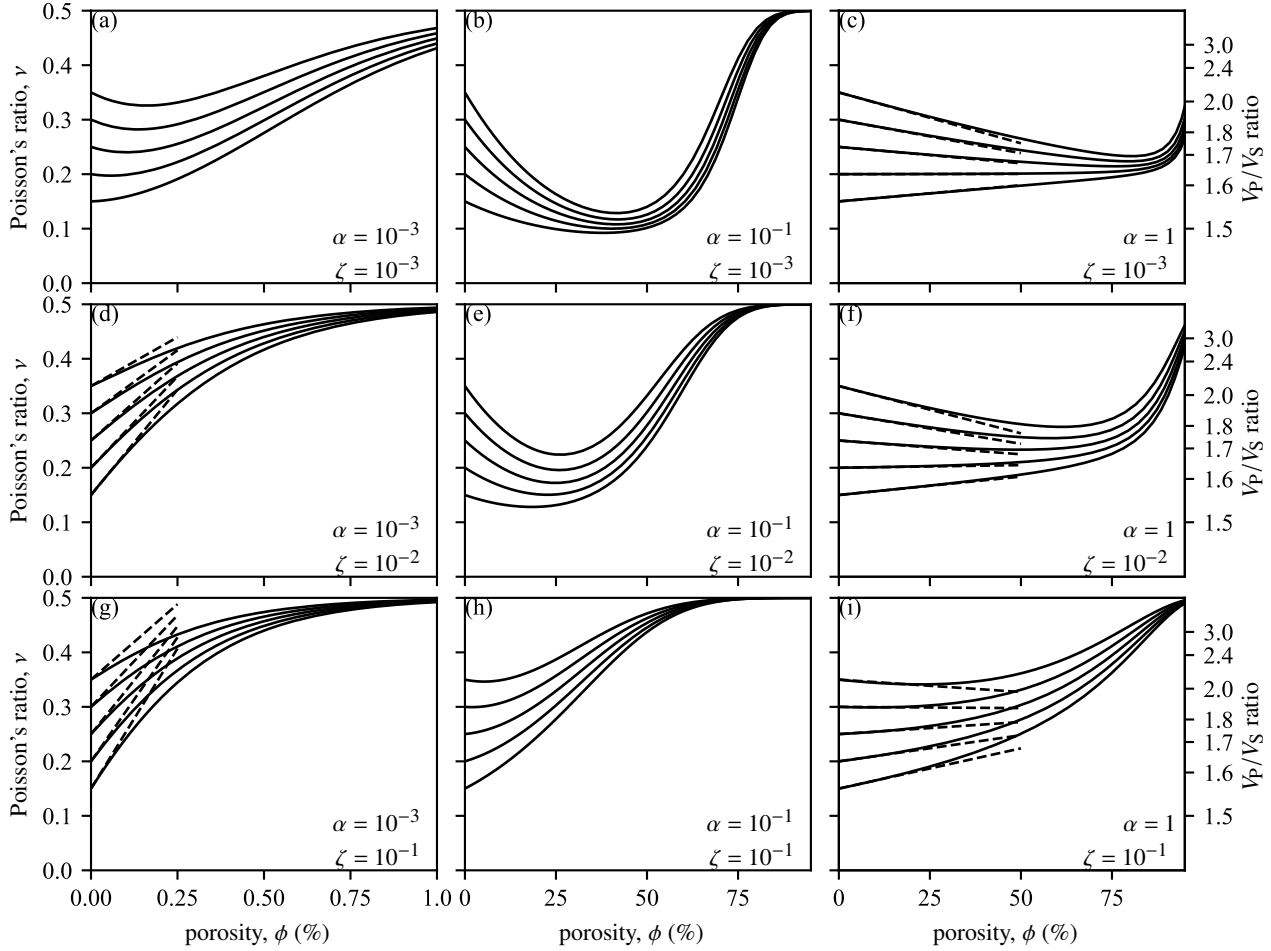 (a)
0.5
0.4
0.3
0.2
0.1
0.0
Poisson's ratio, ν
α = 10⁻³
ζ = 10⁻³
(b)
α = 10⁻¹
ζ = 10⁻³
(c)
α = 1
ζ = 10⁻³
3.0
2.4
2.0
1.8
1.7
1.6
1.5
V_P/V_S ratio
(d)
0.5
0.4
0.3
0.2
0.1
0.0
Poisson's ratio, ν
α = 10⁻³
ζ = 10⁻²
(e)
α = 10⁻¹
ζ = 10⁻²
(f)
α = 1
ζ = 10⁻²
3.0
2.4
2.0
1.8
1.7
1.6
1.5
V_P/V_S ratio
(g)
0.5
0.4
0.3
0.2
0.1
0.0
Poisson's ratio, ν
α = 10⁻³
ζ = 10⁻¹
(h)
α = 10⁻¹
ζ = 10⁻¹
(i)
α = 1
ζ = 10⁻¹
3.0
2.4
2.0
1.8
1.7
1.6
1.5
V_P/V_S ratio
0.00 0.25 0.50 0.75 1.0
porosity, ϕ (%)
0 25 50 75
porosity, ϕ (%)
0 25 50 75
porosity, ϕ (%)